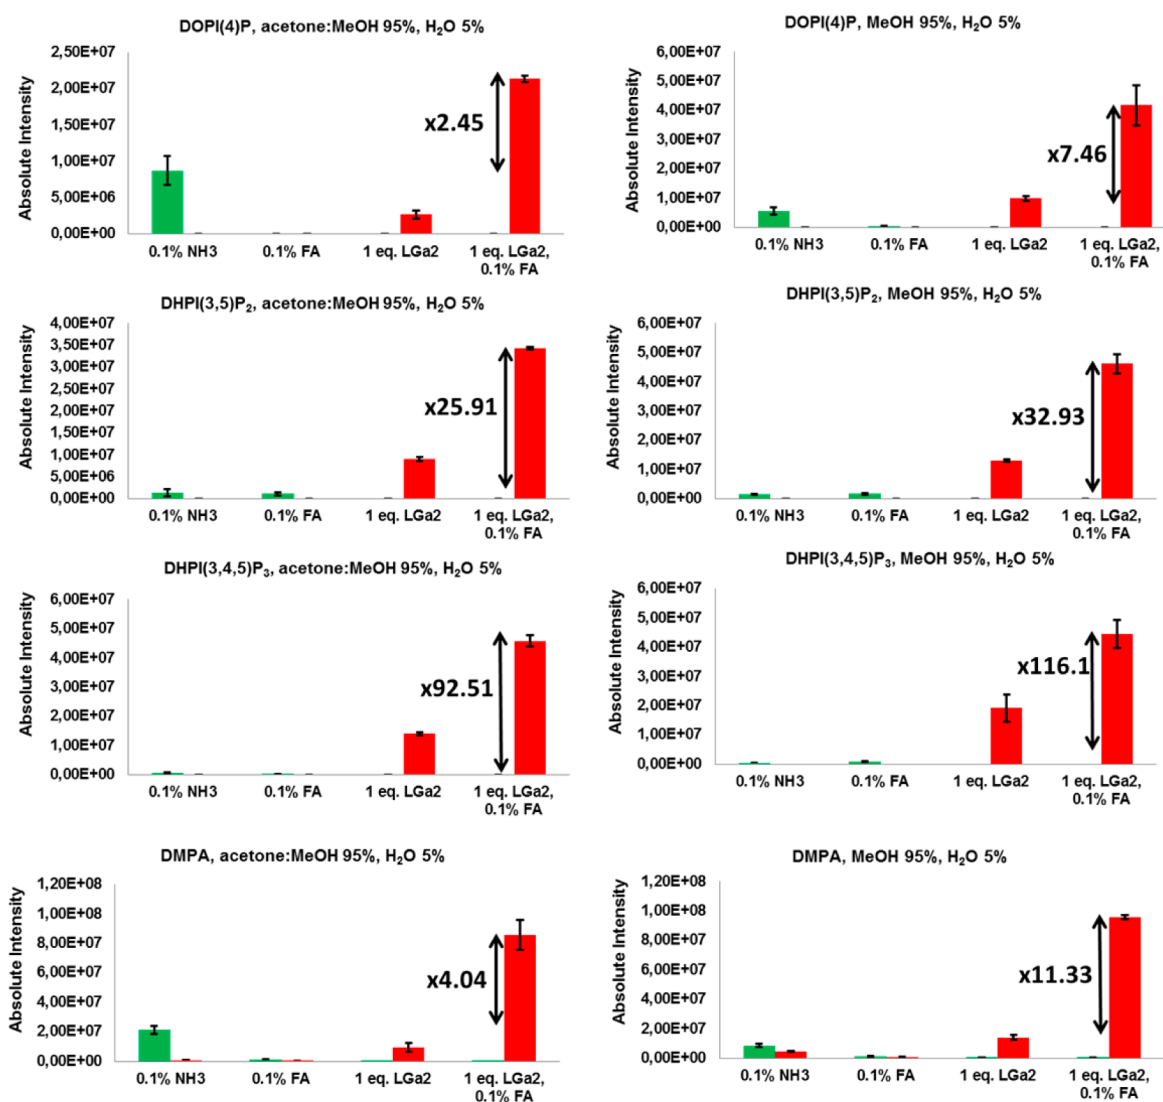 DOPI(4)P, acetone:MeOH 95%, H₂O 5%
Absolute Intensity
2,50E+07
2,00E+07
1,50E+07
1,00E+07
5,00E+06
0,00E+00
x2.45
0.1% NH3
0.1% FA
1 eq. LGa2
1 eq. LGa2,
0.1% FA
DOPI(4)P, MeOH 95%, H₂O 5%
Absolute Intensity
6,00E+07
5,00E+07
4,00E+07
3,00E+07
2,00E+07
1,00E+07
0,00E+00
x7.46
0.1% NH3
0.1% FA
1 eq. LGa2
1 eq. LGa2,
0.1% FA
DHPI(3,5)P₂, acetone:MeOH 95%, H₂O 5%
Absolute Intensity
4,00E+07
3,50E+07
3,00E+07
2,50E+07
2,00E+07
1,50E+07
1,00E+07
5,00E+06
0,00E+00
x25.91
0.1% NH3
0.1% FA
1 eq. LGa2
1 eq. LGa2,
0.1% FA
DHPI(3,5)P₂, MeOH 95%, H₂O 5%
Absolute Intensity
6,00E+07
5,00E+07
4,00E+07
3,00E+07
2,00E+07
1,00E+07
0,00E+00
x32.93
0.1% NH3
0.1% FA
1 eq. LGa2
1 eq. LGa2,
0.1% FA
DHPI(3,4,5)P₃, acetone:MeOH 95%, H₂O 5%
Absolute Intensity
6,00E+07
5,00E+07
4,00E+07
3,00E+07
2,00E+07
1,00E+07
0,00E+00
x92.51
0.1% NH3
0.1% FA
1 eq. LGa2
1 eq. LGa2,
0.1% FA
DHPI(3,4,5)P₃, MeOH 95%, H₂O 5%
Absolute Intensity
6,00E+07
5,00E+07
4,00E+07
3,00E+07
2,00E+07
1,00E+07
0,00E+00
x116.1
0.1% NH3
0.1% FA
1 eq. LGa2
1 eq. LGa2,
0.1% FA
DMPA, acetone:MeOH 95%, H₂O 5%
Absolute Intensity
1,20E+08
1,00E+08
8,00E+07
6,00E+07
4,00E+07
2,00E+07
0,00E+00
x4.04
0.1% NH3
0.1% FA
1 eq. LGa2
1 eq. LGa2,
0.1% FA
DMPA, MeOH 95%, H₂O 5%
Absolute Intensity
1,20E+08
1,00E+08
8,00E+07
6,00E+07
4,00E+07
2,00E+07
0,00E+00
x11.33
0.1% NH3
0.1% FA
1 eq. LGa2
1 eq. LGa2,
0.1% FA